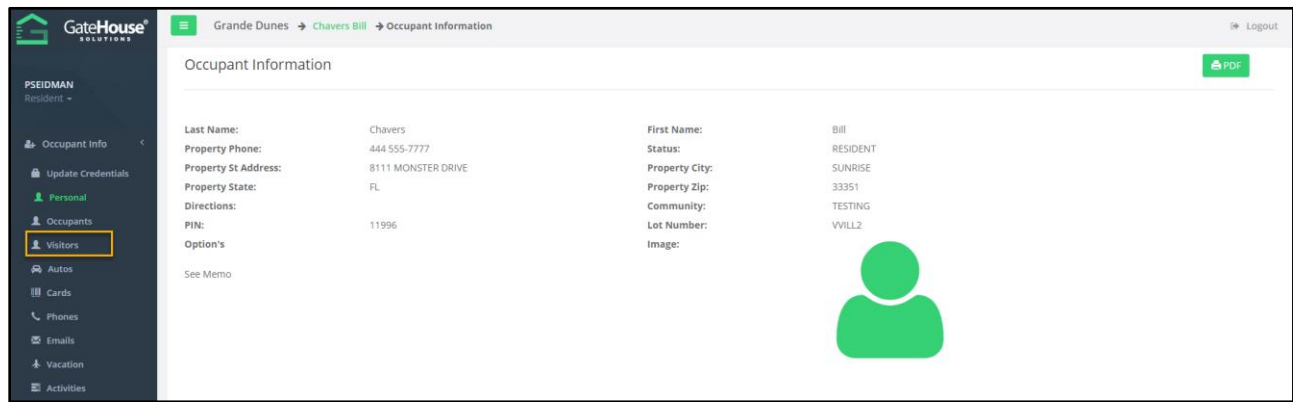 GateHouse®
SOLUTIONS
Grande Dunes → Chavers Bill → Occupant Information
Logout
PSEIDMAN
Resident
Occupant Info
Update Credentials
Personal
Occupants
Visitors
Autos
Cards
Phones
Emails
Vacation
Activities
Occupant Information
PDF
Last Name: Chavers First Name: Bill
Property Phone: 444 555-7777 Status: RESIDENT
Property St Address: 8111 MONSTER DRIVE Property City: SUNRISE
Property State: FL Property Zip: 33351
Directions: Community: TESTING
PIN: 11996 Lot Number: VVILL2
Option's Image:
See Memo